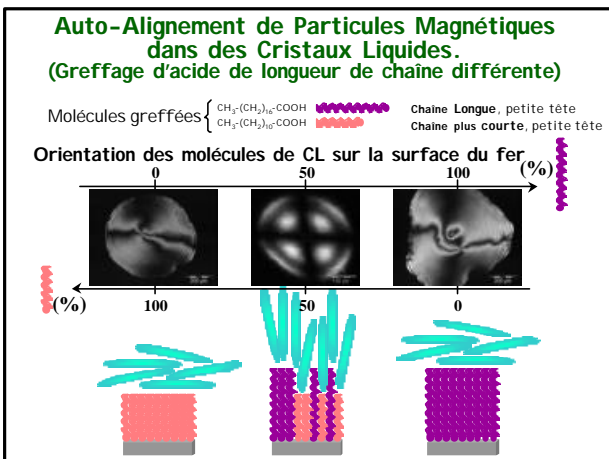 Auto-Alignement de Particules Magnétiques
dans des Cristaux Liquides.
(Greffage d'acide de longueur de chaîne différente)
Molécules greffées
CH₃-(CH₂)₁₆-COOH
Chaîne Longue, petite tête
CH₃-(CH₂)₁₀-COOH
Chaîne plus courte, petite tête
Orientation des molécules de CL sur la surface du fer
(%)
0 50 100
(%)
100 50 0